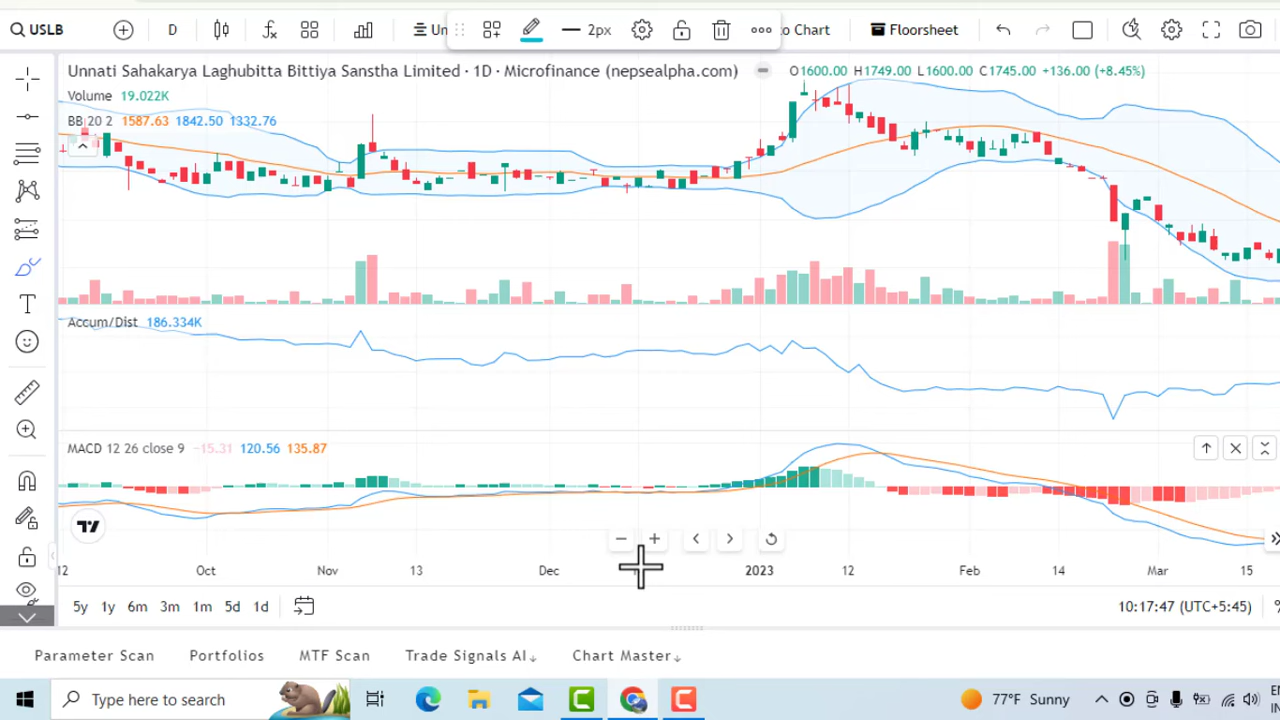 USLB
D
Un
2px
o Chart
Floorsheet
Unnati Sahakarya Laghubitta Bittiya Sanstha Limited · 1D · Microfinance (nepsealpha.com)
O1600.00 H1749.00 L1600.00 C1745.00 +136.00 (+8.45%)
Volume 19.022K
BB 20 2 1587.63 1842.50 1332.76
Accum/Dist 186.334K
MACD 12 26 close 9 −15.31 120.56 135.87
12 Oct Nov 13 Dec 2023 12 Feb 14 Mar 15
5y 1y 6m 3m 1m 5d 1d
10:17:47 (UTC+5:45) %
Parameter Scan Portfolios MTF Scan Trade Signals AI↓ Chart Master↓
Type here to search
77°F Sunny